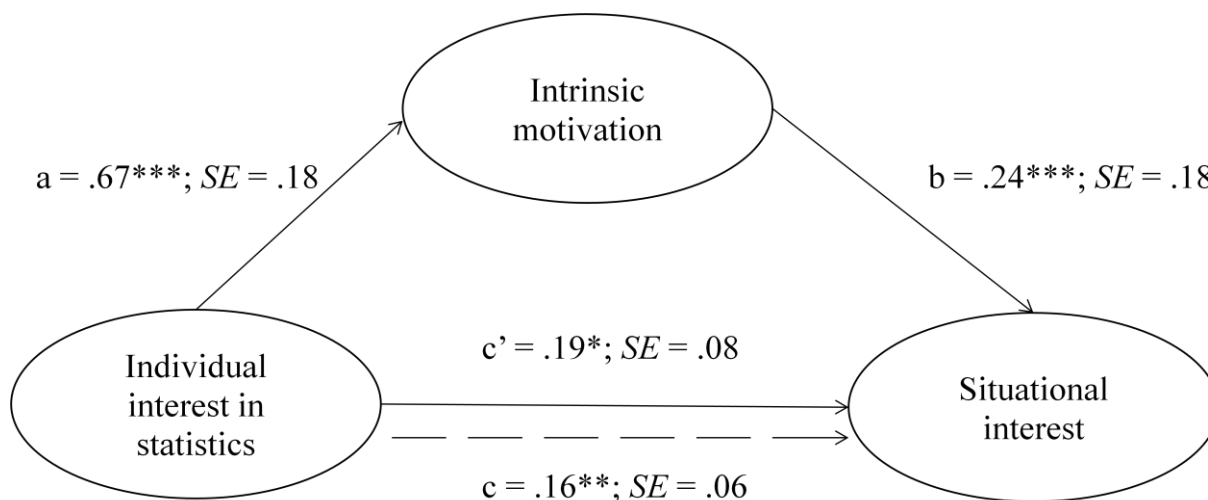 Intrinsic
motivation
a = .67***; SE = .18
b = .24***; SE = .18
c’ = .19*; SE = .08
Individual
interest in
statistics
Situational
interest
c = .16**; SE = .06